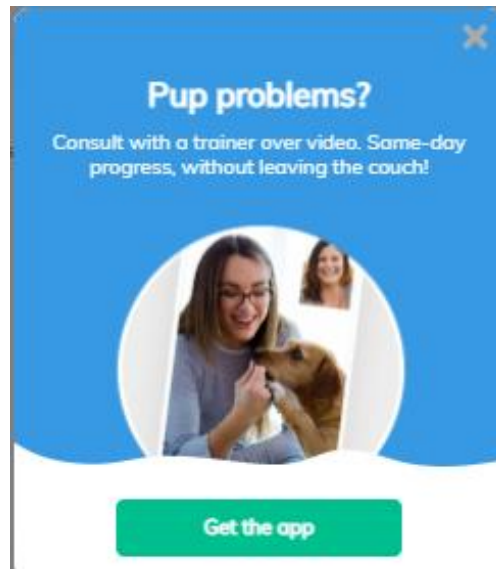 Pup problems?
Consult with a trainer over video. Same-day
progress, without leaving the couch!
Get the app